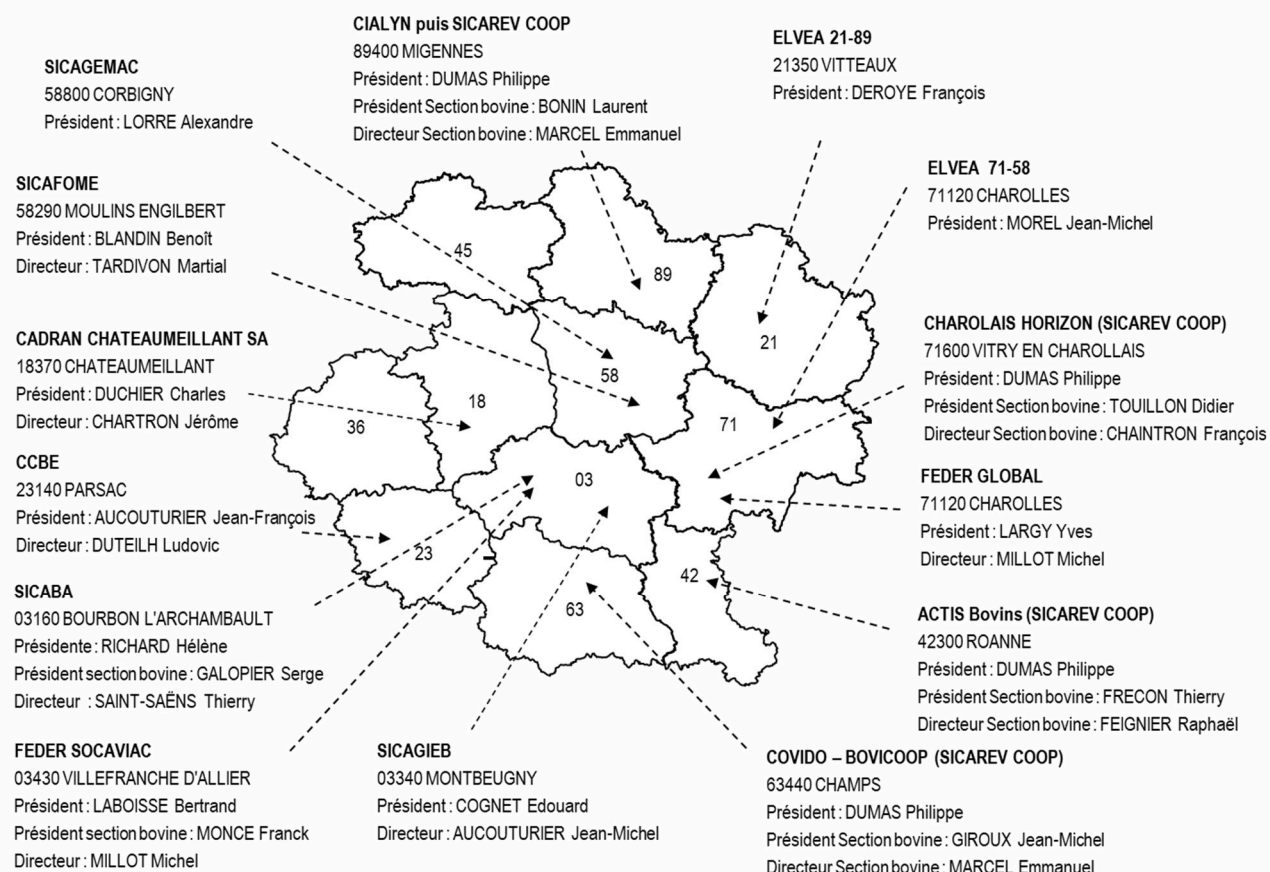 CIALYN puis SICAREV COOP
89400 MIGENNES
Président : DUMAS Philippe
Président Section bovine : BONIN Laurent
Directeur Section bovine : MARCEL Emmanuel
ELVEA 21-89
21350 VITTEAUX
Président : DEROYE François
SICAGEMAC
58800 CORBIGNY
Président : LORRE Alexandre
ELVEA 71-58
71120 CHAROLLES
Président : MOREL Jean-Michel
SICAFOME
58290 MOULINS ENGILBERT
Président : BLANDIN Benoît
Directeur : TARDIVON Martial
45
89
21
58
18
71
36
03
23
42
63
CHAROLAIS HORIZON (SICAREV COOP)
71600 VITRY EN CHAROLLAIS
Président : DUMAS Philippe
Président Section bovine : TOUILLON Didier
Directeur Section bovine : CHAINTRON François
CADRAN CHATEAUMEILLANT SA
18370 CHATEAUMEILLANT
Président : DUCHIER Charles
Directeur : CHARTRON Jérôme
CCBE
23140 PARSAC
Président : AUCOUTURIER Jean-François
Directeur : DUTEILH Ludovic
FEDER GLOBAL
71120 CHAROLLES
Président : LARGY Yves
Directeur : MILLOT Michel
SICABA
03160 BOURBON L'ARCHAMBAULT
Présidente : RICHARD Hélène
Président section bovine : GALOPIER Serge
Directeur : SAINT-SAËNS Thierry
ACTIS Bovins (SICAREV COOP)
42300 ROANNE
Président : DUMAS Philippe
Président Section bovine : FRECON Thierry
Directeur Section bovine : FEIGNIER Raphaël
FEDER SOCAVIAC
03430 VILLEFRANCHE D'ALLIER
Président : LABOISSE Bertrand
Président section bovine : MONCE Franck
Directeur : MILLOT Michel
SICAGIEB
03340 MONTBEUGNY
Président : COGNET Edouard
Directeur : AUCOUTURIER Jean-Michel
COVIDO – BOVICOOP (SICAREV COOP)
63440 CHAMPS
Président : DUMAS Philippe
Président Section bovine : GIROUX Jean-Michel
Directeur Section bovine : MARCEL Emmanuel